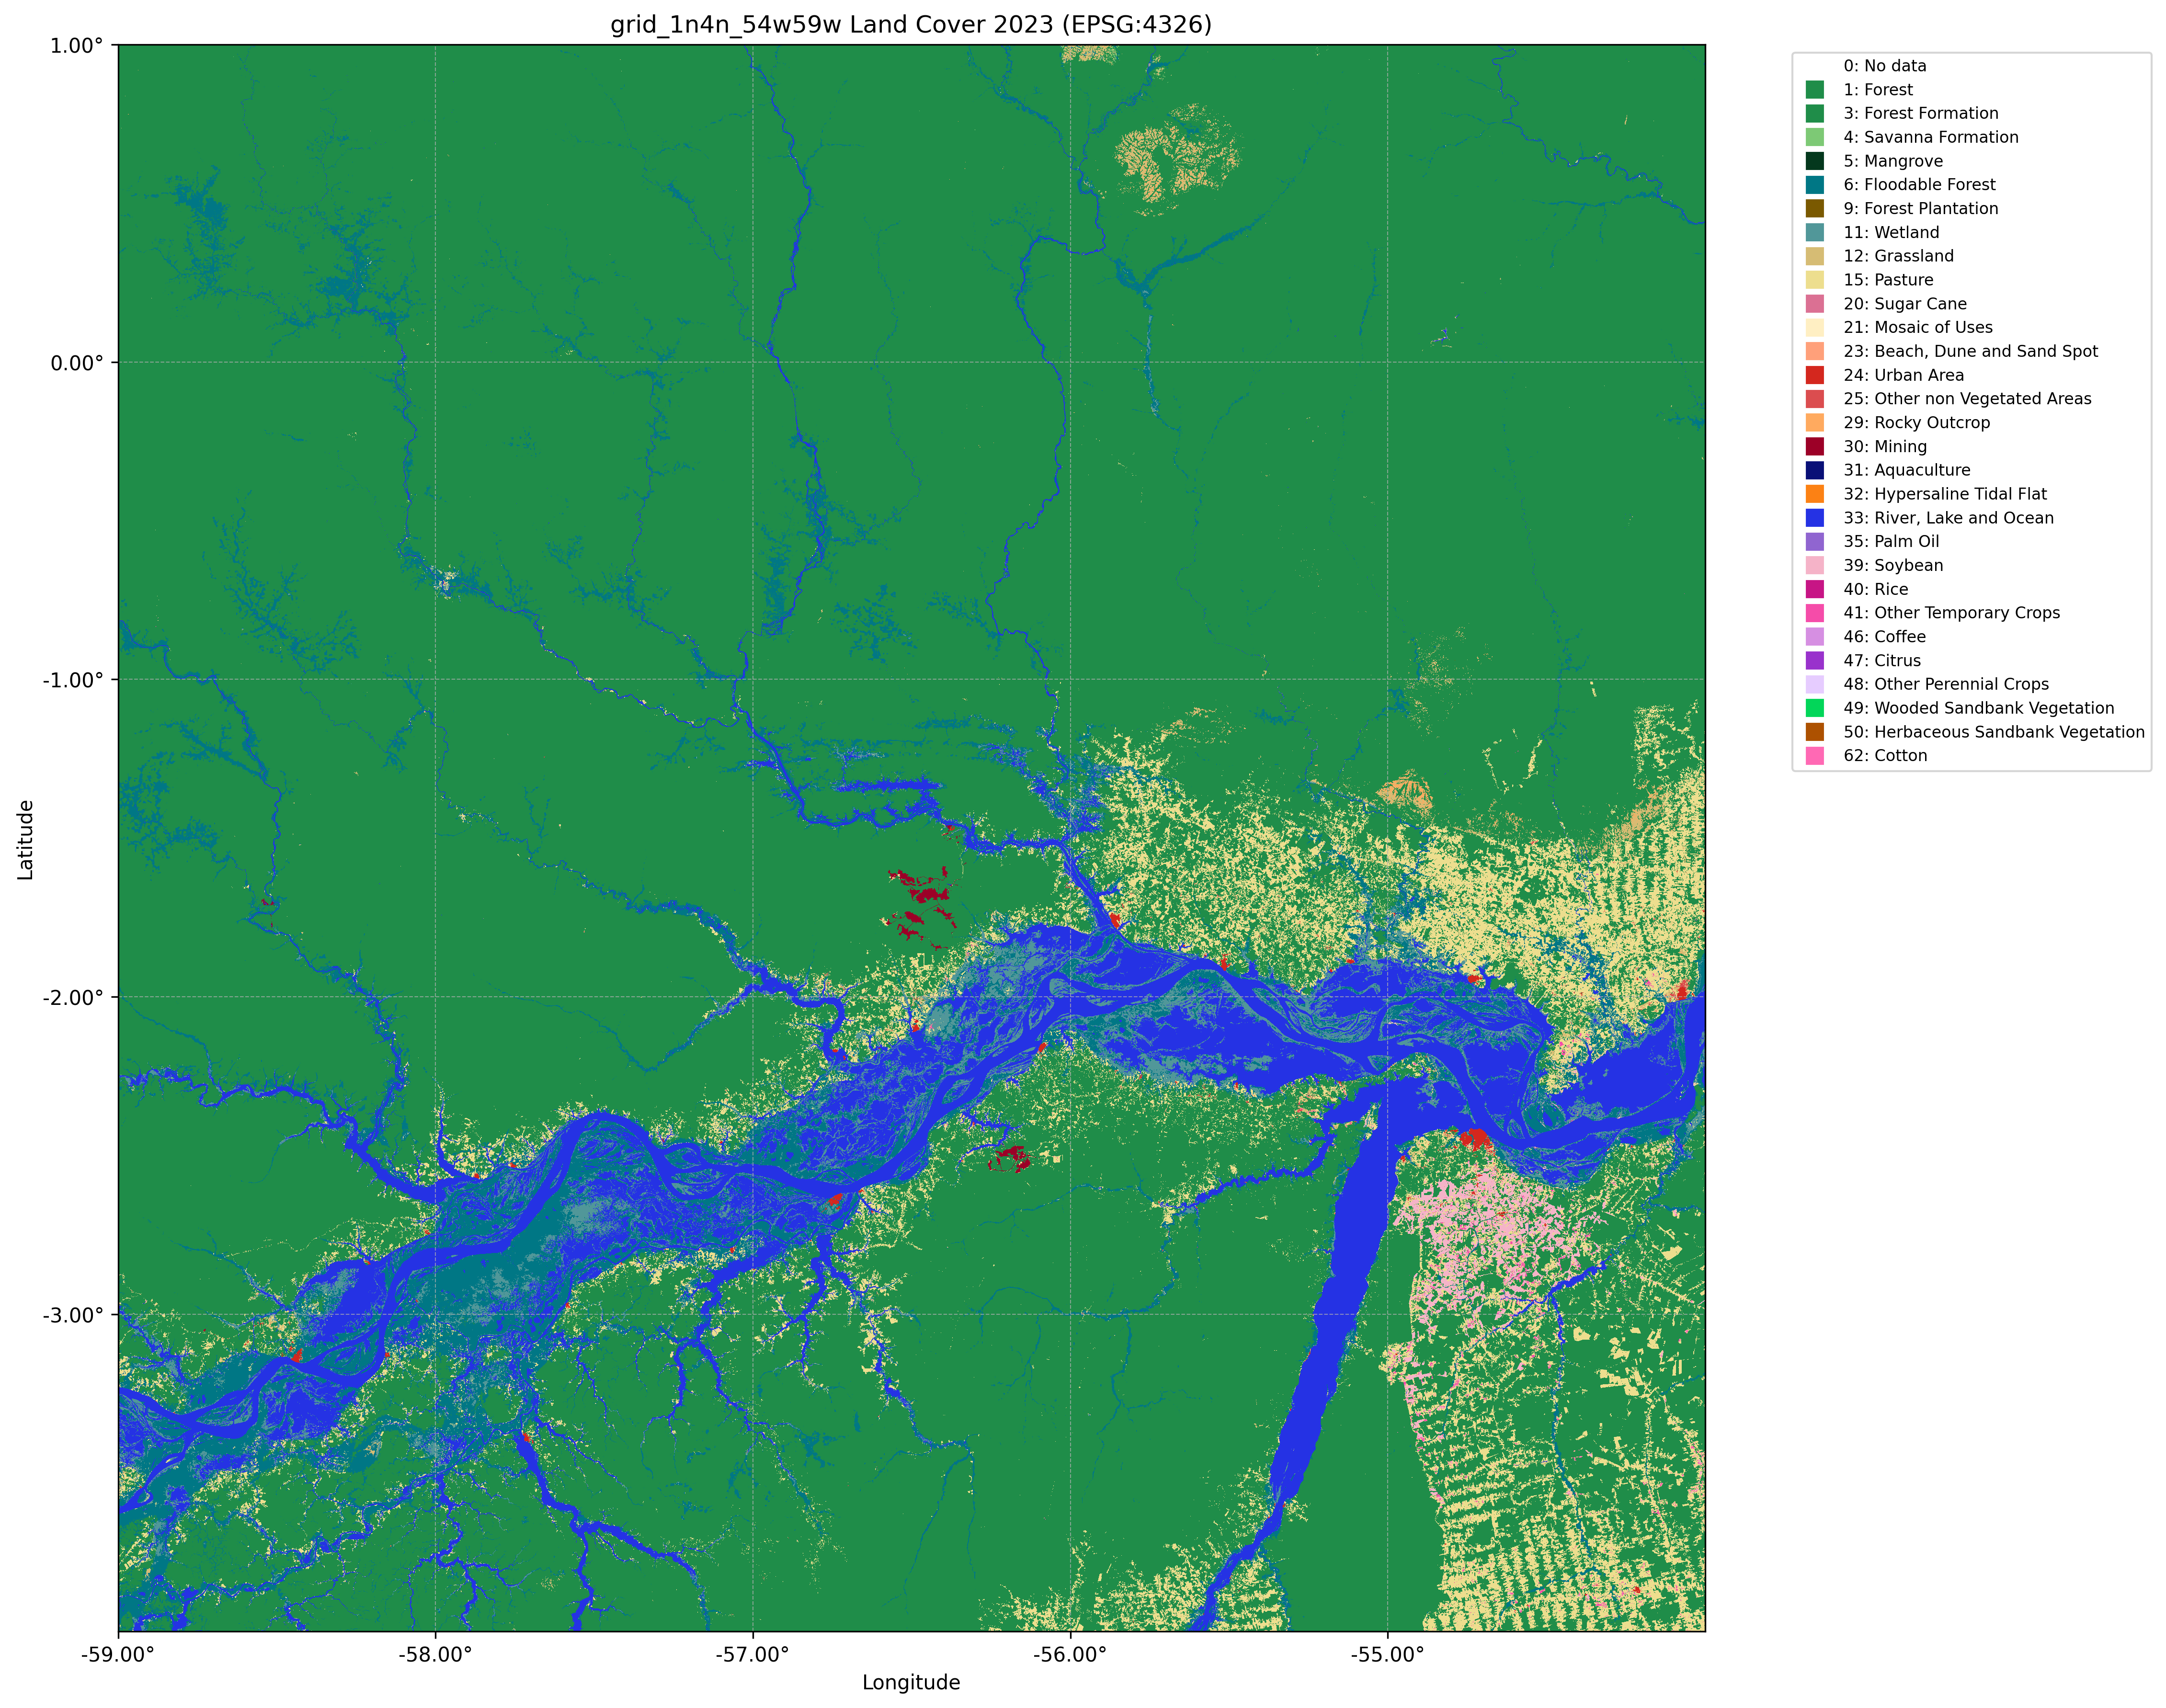 grid_1n4n_54w59w Land Cover 2023 (EPSG:4326)
1.00°
0.00°
-1.00°
-2.00°
-3.00°
Latitude
-59.00°
-58.00°
-57.00°
-56.00°
-55.00°
Longitude
0: No data
1: Forest
3: Forest Formation
4: Savanna Formation
5: Mangrove
6: Floodable Forest
9: Forest Plantation
11: Wetland
12: Grassland
15: Pasture
20: Sugar Cane
21: Mosaic of Uses
23: Beach, Dune and Sand Spot
24: Urban Area
25: Other non Vegetated Areas
29: Rocky Outcrop
30: Mining
31: Aquaculture
32: Hypersaline Tidal Flat
33: River, Lake and Ocean
35: Palm Oil
39: Soybean
40: Rice
41: Other Temporary Crops
46: Coffee
47: Citrus
48: Other Perennial Crops
49: Wooded Sandbank Vegetation
50: Herbaceous Sandbank Vegetation
62: Cotton